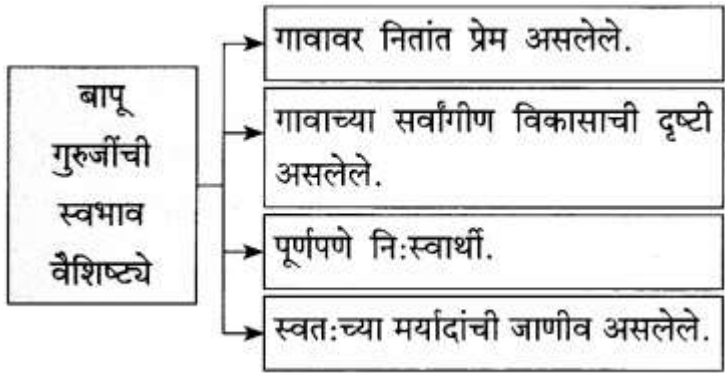 बापू
गुरुजींची
स्वभाव
वैशिष्ट्ये
गावावर नितांत प्रेम असलेले.
गावाच्या सर्वांगीण विकासाची दृष्टी
असलेले.
पूर्णपणे नि:स्वार्थी.
स्वत:च्या मर्यादांची जाणीव असलेले.